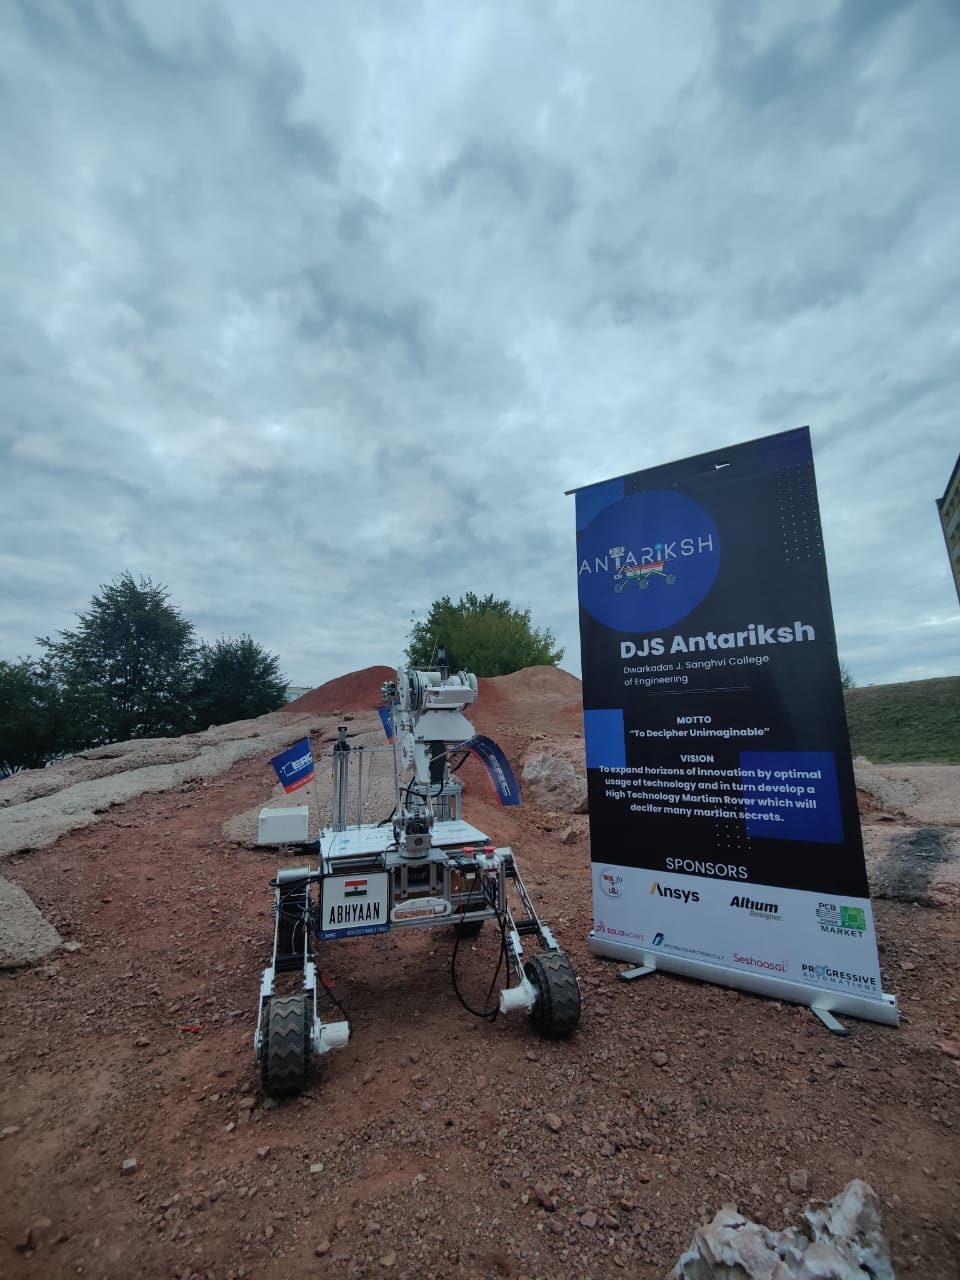 ANTARIKSH
DJS Antariksh
Dwarkadas J. Sanghvi College
of Engineering
MOTTO
“To Decipher Unimaginable”
VISION
To expand horizons of innovation by optimal
usage of technology and in turn develop a
High Technology Martian Rover which will
decifer many martian secrets.
SPONSORS
Ansys
Altium
Designer.
PCB
POWER
MARKET
SOLIDWORKS
Seshaasai
PROGRESSIVE
AUTOMATIONS
ERC
ABHYAAN